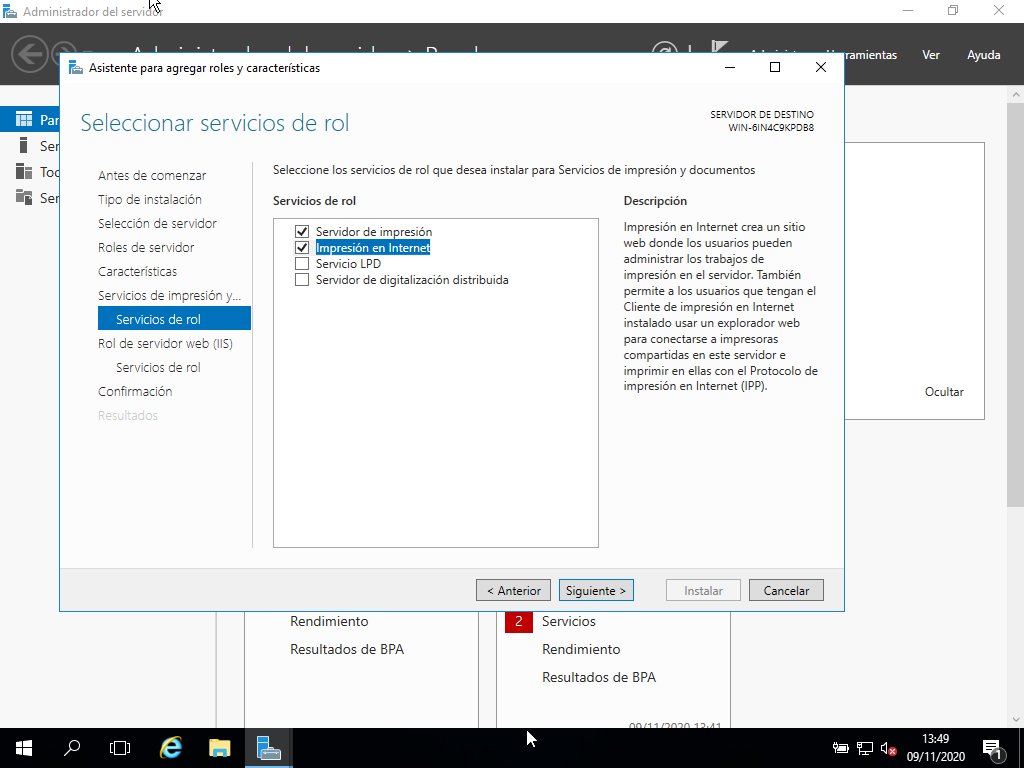 Administrador del servidor
Ver
Ayuda
Asistente para agregar roles y características
Seleccionar servicios de rol
SERVIDOR DE DESTINO
WIN-6IN4C9KPDB8
Antes de comenzar
Tipo de instalación
Selección de servidor
Roles de servidor
Características
Servicios de impresión y...
Servicios de rol
Rol de servidor web (IIS)
Servicios de rol
Confirmación
Resultados
Seleccione los servicios de rol que desea instalar para Servicios de impresión y documentos
Servicios de rol
Servidor de impresión
Impresión en Internet
Servicio LPD
Servidor de digitalización distribuida
Descripción
Impresión en Internet crea un sitio
web donde los usuarios pueden
administrar los trabajos de
impresión en el servidor. También
permite a los usuarios que tengan el
Cliente de impresión en Internet
instalado usar un explorador web
para conectarse a impresoras
compartidas en este servidor e
imprimir en ellas con el Protocolo de
impresión en Internet (IPP).
< Anterior
Siguiente >
Instalar
Cancelar
Ocultar
Rendimiento
Resultados de BPA
2 Servicios
Rendimiento
Resultados de BPA
09/11/2020 13:41
13:49
09/11/2020
1